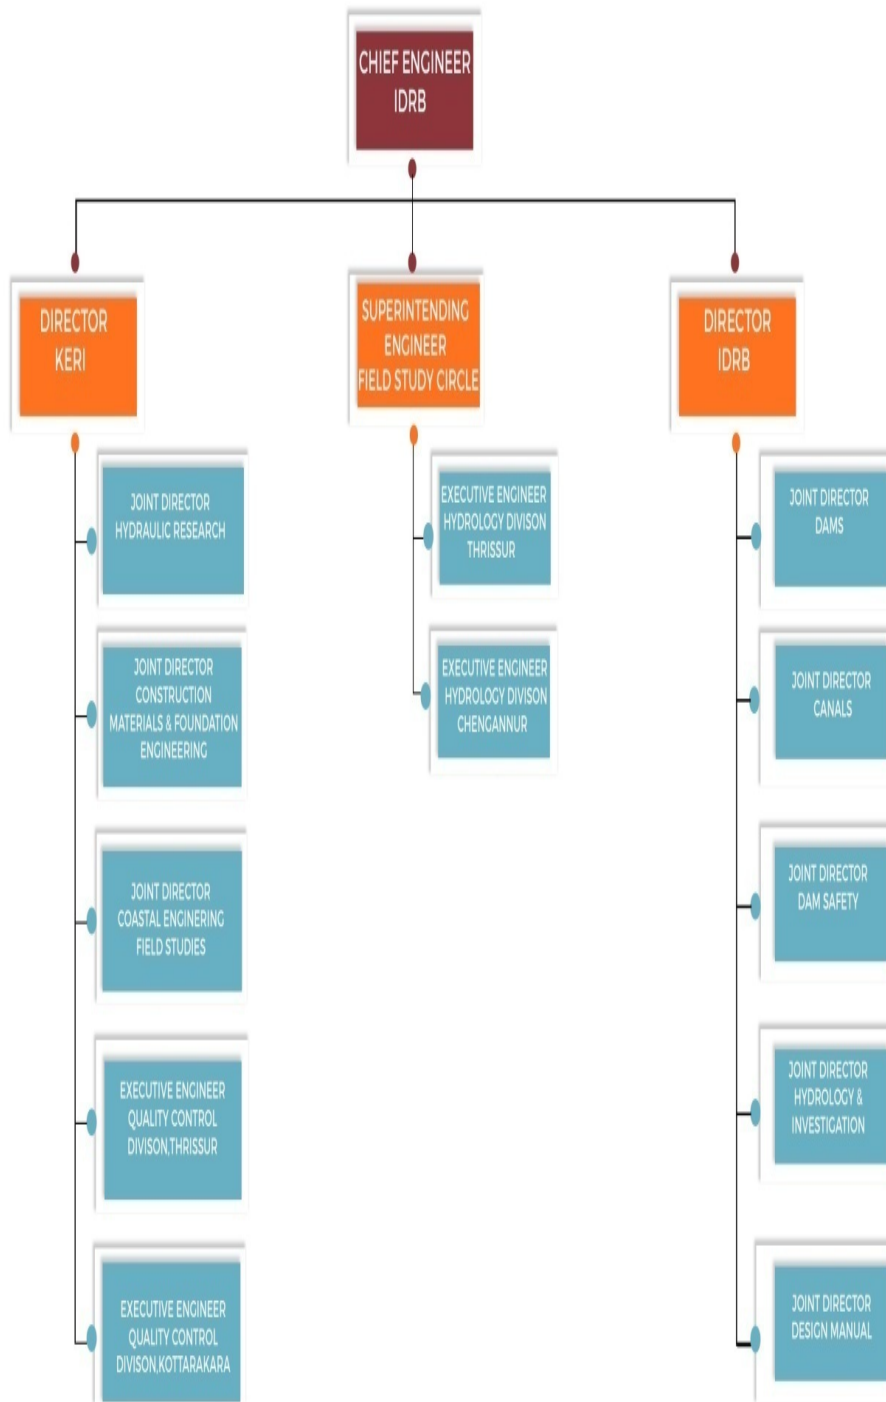 CHIEF ENGINEER
IDRB
DIRECTOR
KERI
SUPERINTENDING
ENGINEER
FIELD STUDY CIRCLE
DIRECTOR
IDRB
JOINT DIRECTOR
HYDRAULIC RESEARCH
JOINT DIRECTOR
CONSTRUCTION
MATERIALS & FOUNDATION
ENGINEERING
JOINT DIRECTOR
COASTAL ENGINERING
FIELD STUDIES
EXECUTIVE ENGINEER
QUALITY CONTROL
DIVISON,THRISSUR
EXECUTIVE ENGINEER
QUALITY CONTROL
DIVISON,KOTTARAKARA
EXECUTIVE ENGINEER
HYDROLOGY DIVISON
THRISSUR
EXECUTIVE ENGINEER
HYDROLOGY DIVISON
CHENGANNUR
JOINT DIRECTOR
DAMS
JOINT DIRECTOR
CANALS
JOINT DIRECTOR
DAM SAFETY
JOINT DIRECTOR
HYDROLOGY &
INVESTIGATION
JOINT DIRECTOR
DESIGN MANUAL